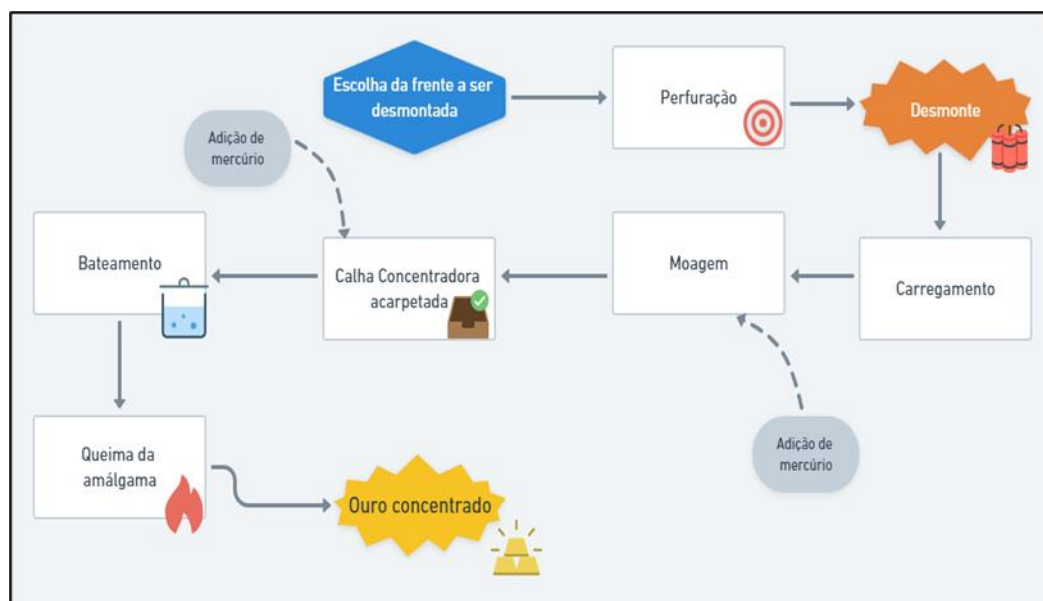 Escolha da frente a ser
desmontada
Perfuração
Desmonte
Adição de
mercúrio
Bateamento
Calha Concentradora
acarpetada
Moagem
Carregamento
Queima da
amálgama
Ouro concentrado
Adição de
mercúrio